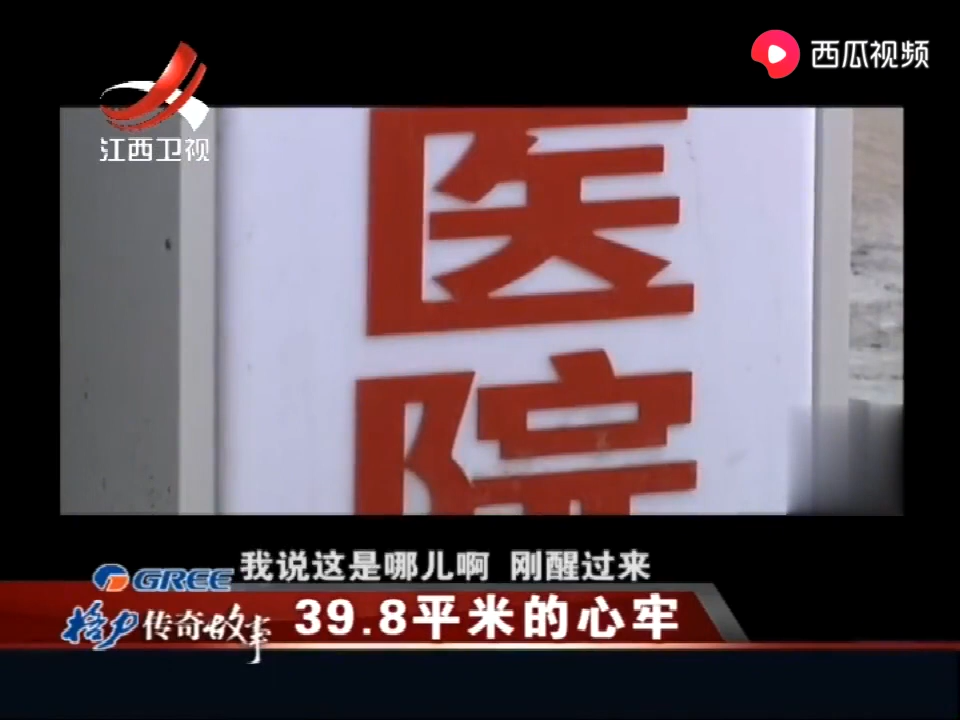 西瓜视频
江西卫视
医
院
我说这是哪儿啊 刚醒过来
GREE
格力 传奇故事
39.8平米的心牢